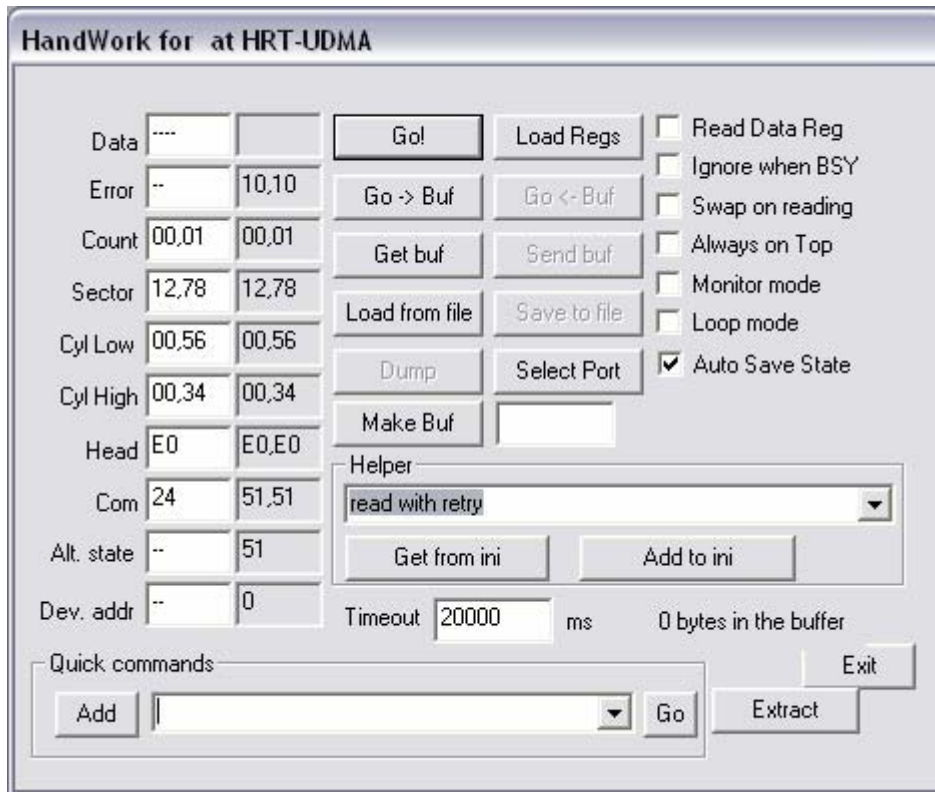 HandWork for  at HRT-UDMA
Data ---- Go! Load Regs Read Data Reg
Error -- 10,10 Ignore when BSY
Go -> Buf Go <- Buf Swap on reading
Count 00,01 00,01 Get buf Send buf Always on Top
Sector 12,78 12,78 Monitor mode
Load from file Save to file Loop mode
Cyl Low 00,56 00,56
Dump Select Port Auto Save State
Cyl High 00,34 00,34
Make Buf
Head E0 E0,E0
Helper
Com 24 51,51 read with retry
Alt. state -- 51 Get from ini Add to ini
Dev. addr -- 0 Timeout 20000 ms 0 bytes in the buffer
Quick commands Exit
Add Go Extract